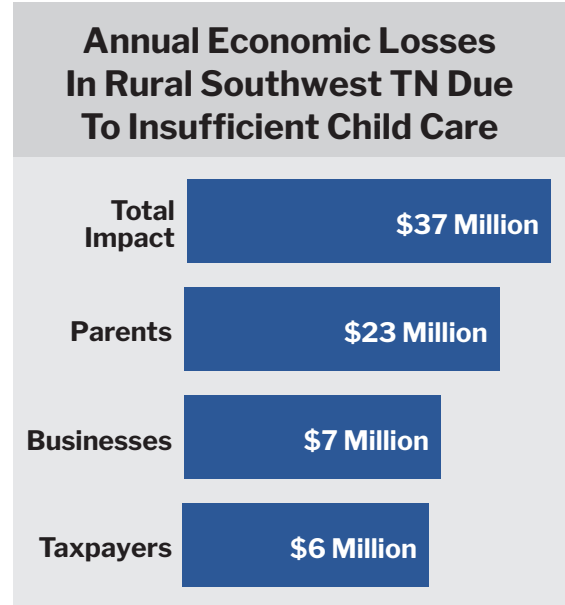 Annual Economic Losses
In Rural Southwest TN Due
To Insufficient Child Care
Total
Impact
$37 Million
Parents
$23 Million
Businesses
$7 Million
Taxpayers
$6 Million